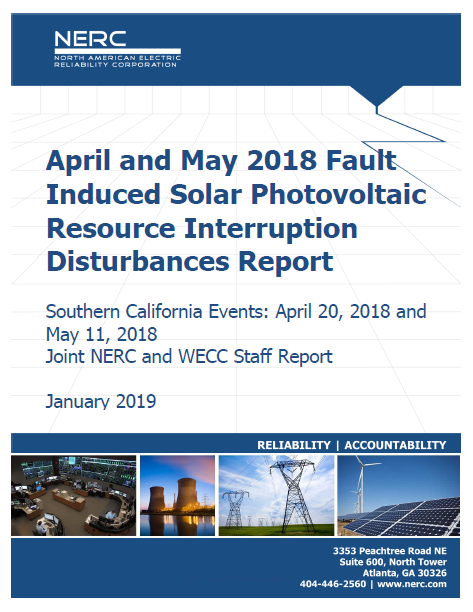 NERC
NORTH AMERICAN ELECTRIC
RELIABILITY CORPORATION
April and May 2018 Fault
Induced Solar Photovoltaic
Resource Interruption
Disturbances Report
Southern California Events: April 20, 2018 and
May 11, 2018
Joint NERC and WECC Staff Report
January 2019
RELIABILITY | ACCOUNTABILITY
3353 Peachtree Road NE
Suite 600, North Tower
Atlanta, GA 30326
404-446-2560 | www.nerc.com